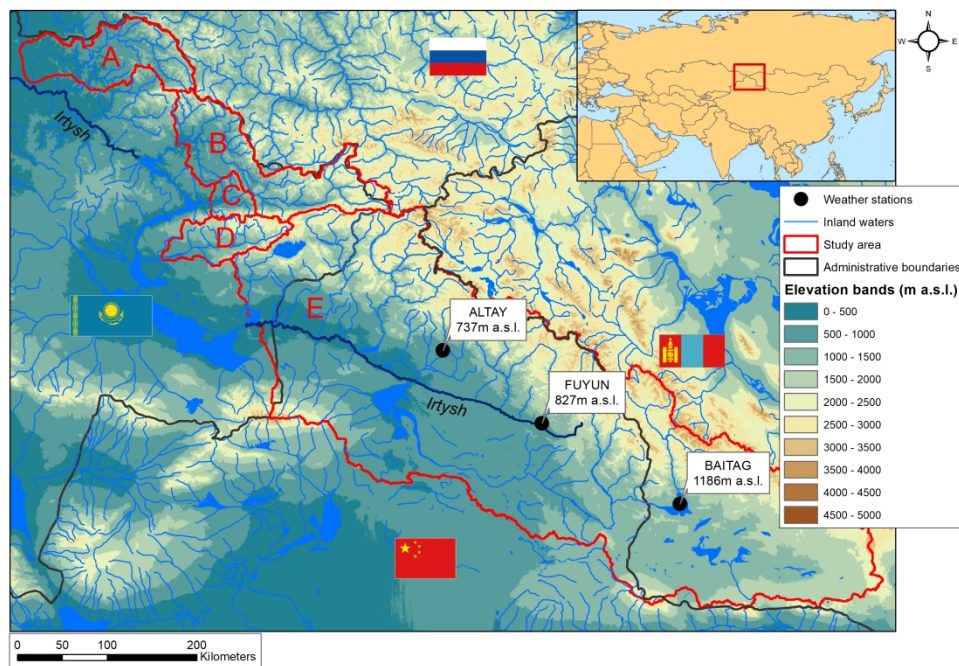 A
B
C
D
E
Irtysh
Irtysh
ALTAY
737m a.s.l.
FUYUN
827m a.s.l.
BAITAG
1186m a.s.l.
N
W
E
S
Weather stations
Inland waters
Study area
Administrative boundaries
Elevation bands (m a.s.l.)
0 - 500
500 - 1000
1000 - 1500
1500 - 2000
2000 - 2500
2500 - 3000
3000 - 3500
3500 - 4000
4000 - 4500
4500 - 5000
0 50 100 200
Kilometers